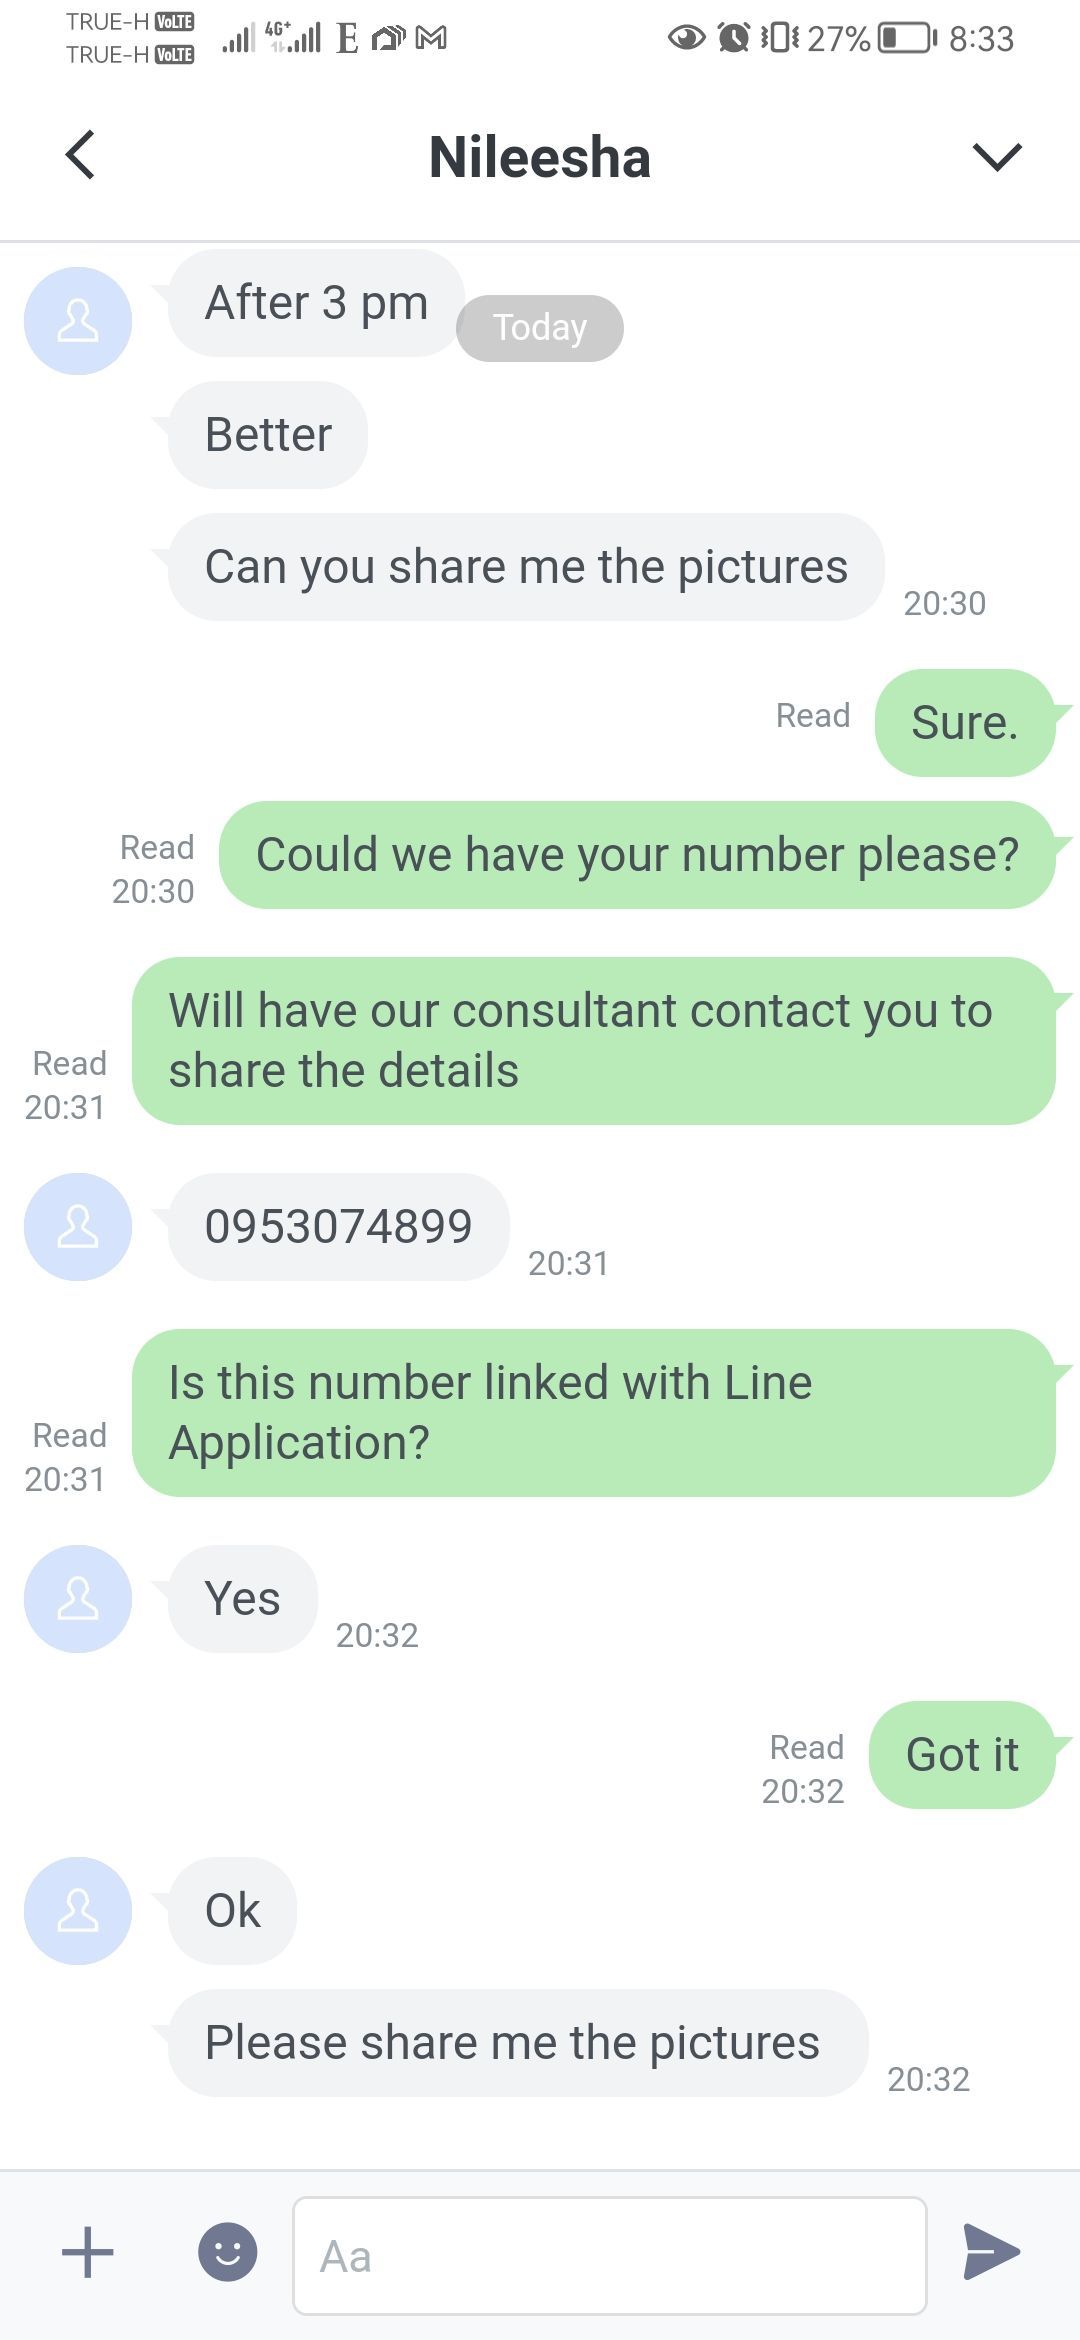 TRUE-H VoLTE
TRUE-H VoLTE
4G+
E
27%
8:33
Nileesha
After 3 pm
Today
Better
Can you share me the pictures
20:30
Read
Sure.
Read
20:30
Could we have your number please?
Will have our consultant contact you to
share the details
Read
20:31
0953074899
20:31
Is this number linked with Line
Application?
Read
20:31
Yes
20:32
Read
20:32
Got it
Ok
Please share me the pictures
20:32
Aa